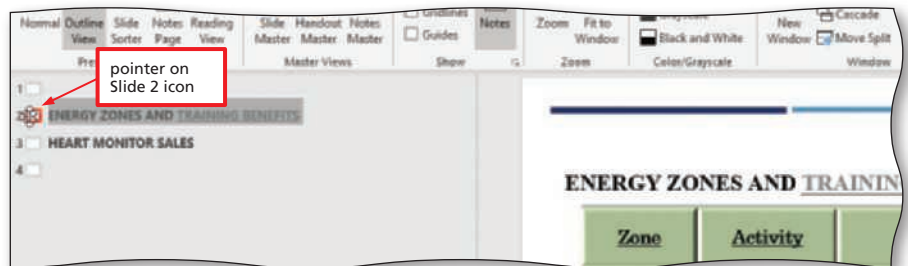 Gridlines
Normal Outline Slide Notes Reading Slide Handout Notes Guides Notes Zoom Fit to Black and White New Cascade
View Sorter Page View Master Master Master Window Window Move Split
Master Views Show Zoom Color/Grayscale Window
pointer on
Slide 2 icon
1
2 ENERGY ZONES AND TRAINING BENEFITS
3 HEART MONITOR SALES
4
ENERGY ZONES AND TRAININ
Zone Activity